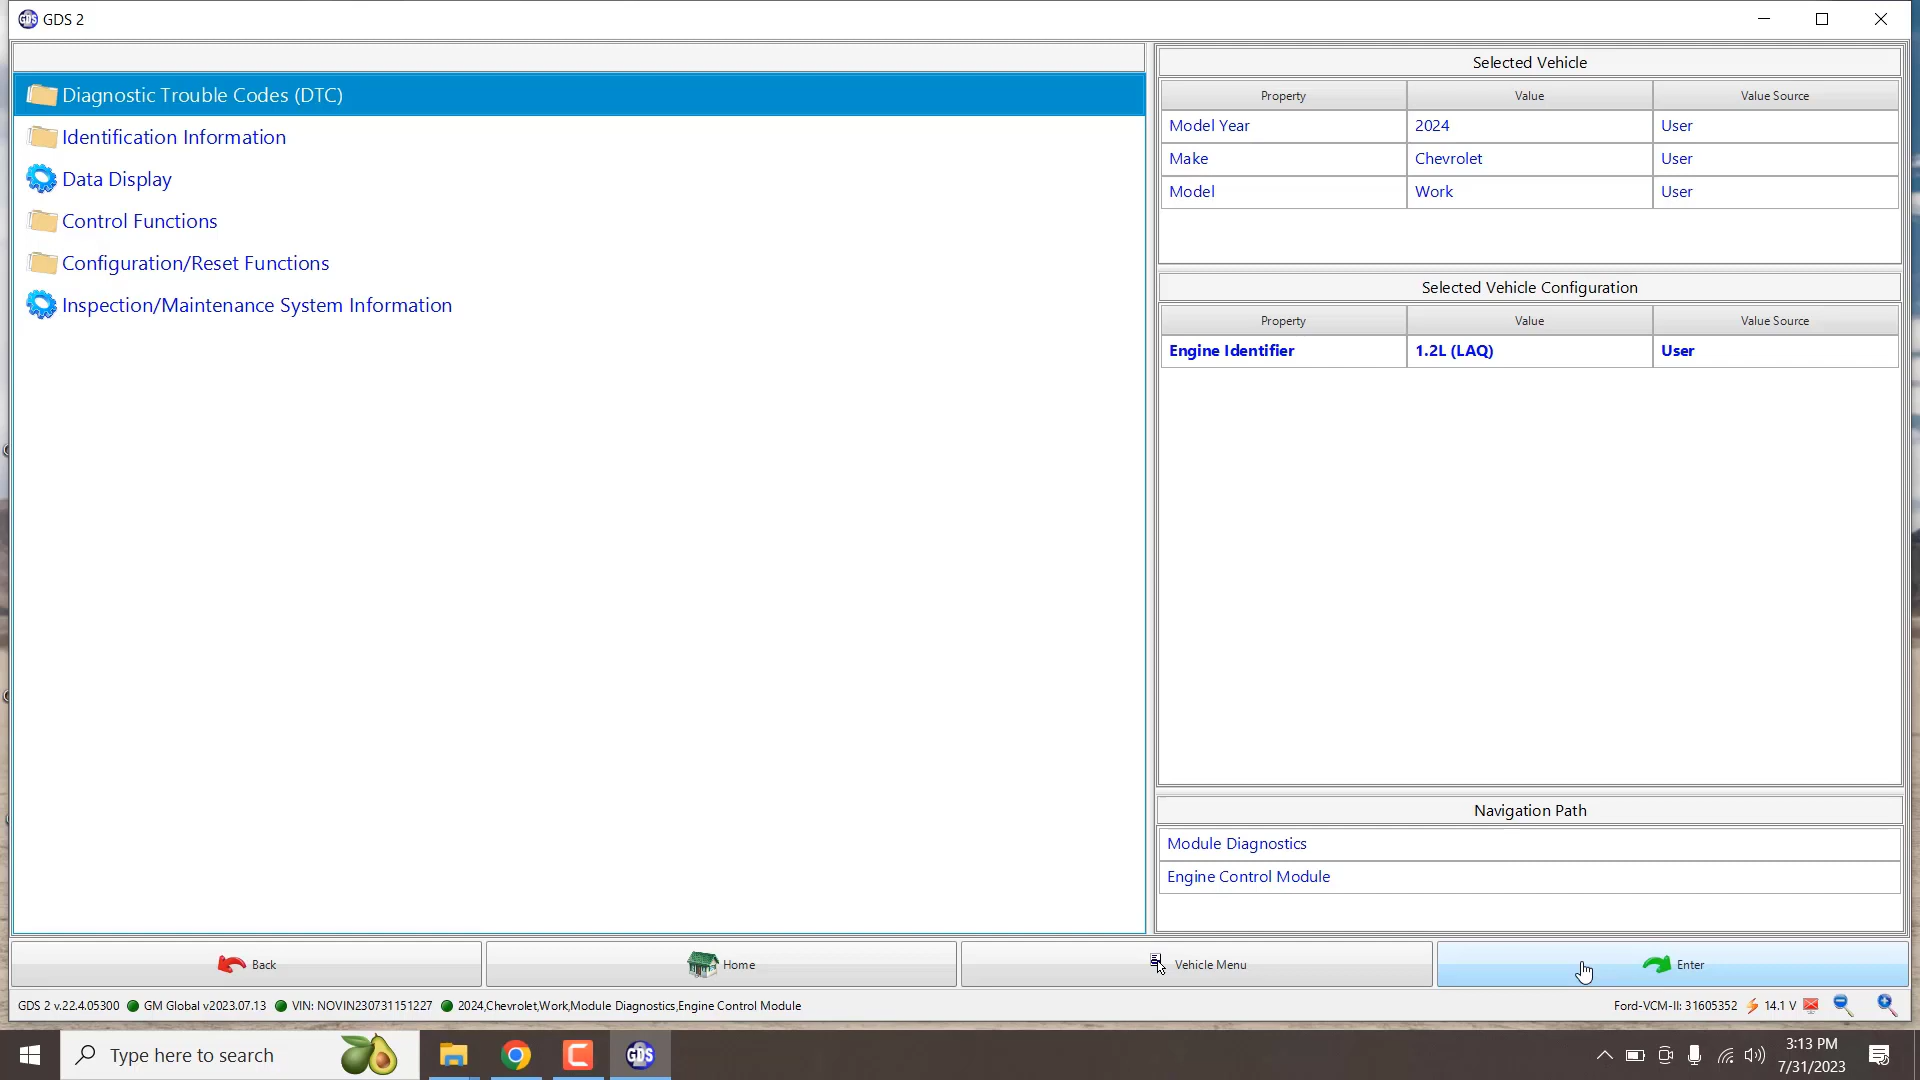 GDS 2
Diagnostic Trouble Codes (DTC)
Identification Information
Data Display
Control Functions
Configuration/Reset Functions
Inspection/Maintenance System Information
Selected Vehicle
Property Value Value Source
Model Year 2024 User
Make Chevrolet User
Model Work User
Selected Vehicle Configuration
Property Value Value Source
Engine Identifier 1.2L (LAQ) User
Navigation Path
Module Diagnostics
Engine Control Module
Back Home Vehicle Menu Enter
GDS 2 v.22.4.05300 GM Global v2023.07.13 VIN: NOVIN230731151227 2024,Chevrolet,Work,Module Diagnostics,Engine Control Module Ford-VCM-II: 31605352 14.1 V
Type here to search
GDS
3:13 PM
7/31/2023